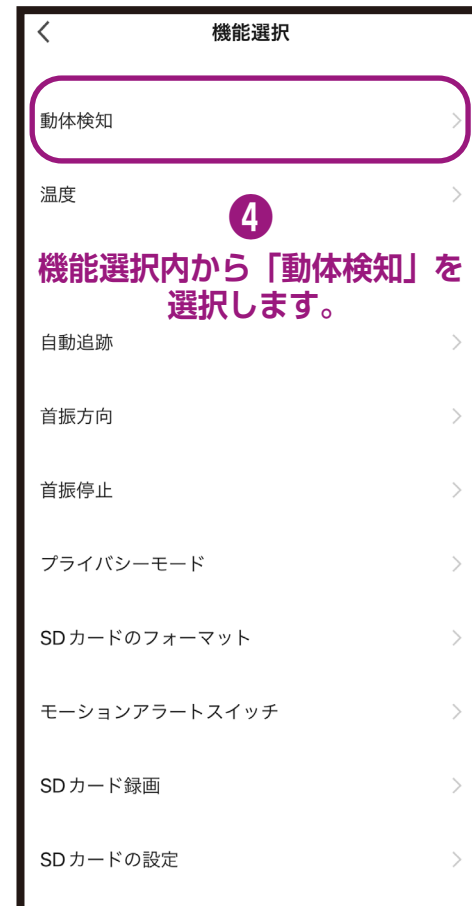 機能選択
動体検知
温度
4
機能選択内から「動体検知」を
選択します。
自動追跡
首振方向
首振停止
プライバシーモード
SDカードのフォーマット
モーションアラートスイッチ
SDカード録画
SDカードの設定